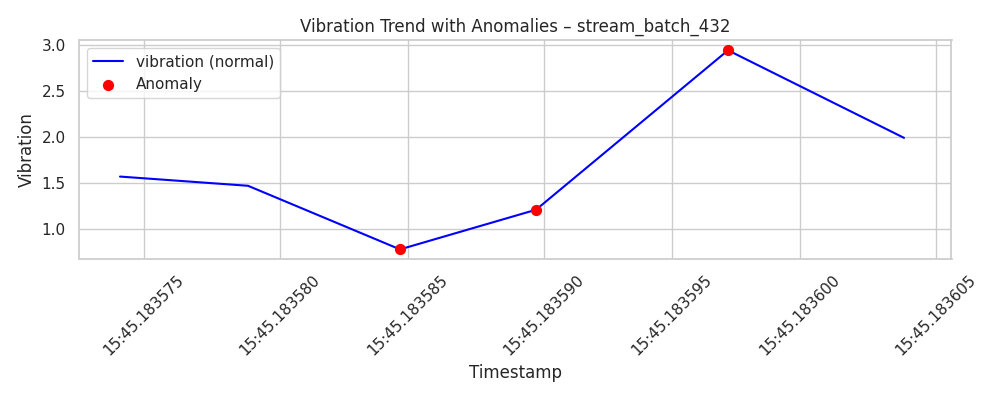 Vibration Trend with Anomalies – stream_batch_432
vibration (normal)
Anomaly
Vibration
3.0
2.5
2.0
1.5
1.0
15:45.183575
15:45.183580
15:45.183585
15:45.183590
15:45.183595
15:45.183600
15:45.183605
Timestamp